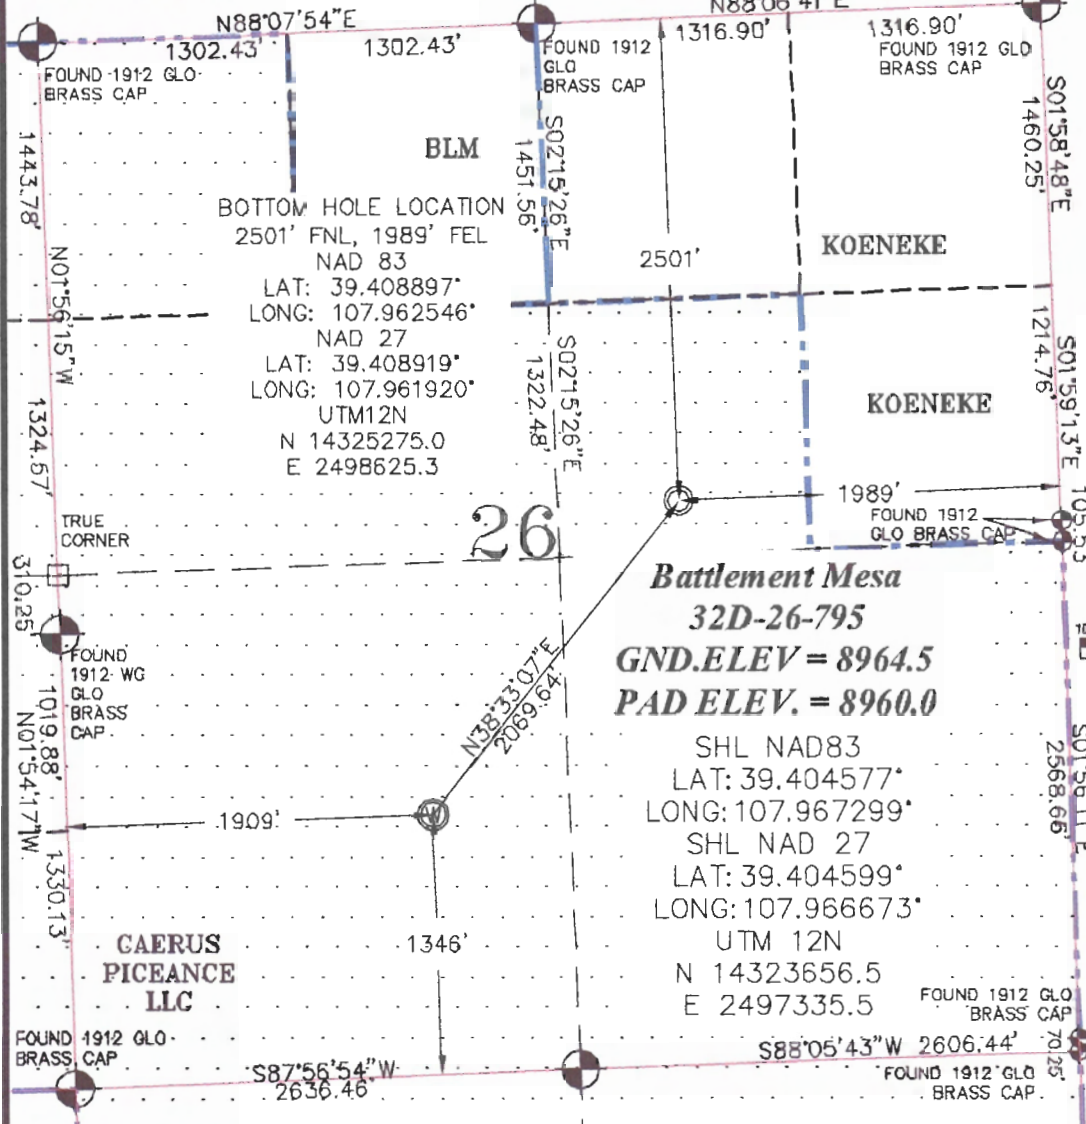 N88°07'54"E
N88°06'41"E
1302.43'
1302.43'
1316.90'
1316.90'
FOUND 1912 GLO
BRASS CAP
FOUND 1912
GLO
BRASS CAP
FOUND 1912 GLO
BRASS CAP
1443.78'
BLM
1451.56'
S02°15'26"E
S01°58'48"E
1460.25'
BOTTOM HOLE LOCATION
2501' FNL, 1989' FEL
NAD 83
LAT: 39.408897°
LONG: 107.962546°
NAD 27
LAT: 39.408919°
LONG: 107.961920°
UTM12N
N 14325275.0
E 2498625.3
2501'
KOENEKE
N01°56'15"W
1324.67'
S02°15'26"E
1322.48'
KOENEKE
1214.76'
S01°59'13"E
1989'
FOUND 1912
GLO BRASS CAP
105.53
TRUE
CORNER
26
310.25
Battlement Mesa
32D-26-795
GND.ELEV = 8964.5
PAD ELEV. = 8960.0
FOUND
1912 WG
GLO
BRASS
CAP
N38°33'07"E
2069.64'
1019.88'
N01°54'17"W
SHL NAD83
LAT: 39.404577°
LONG: 107.967299°
SHL NAD 27
LAT: 39.404599°
LONG: 107.966673°
UTM 12N
N 14323656.5
E 2497335.5
2568.66'
W
1909'
1330.13'
1346'
CAERUS
PICEANCE
LLC
FOUND 1912 GLO
BRASS CAP
FOUND 1912 GLO
BRASS CAP
70.25'
S87°56'54"W
2636.46
S88°05'43"W 2606.44'
FOUND 1912 GLO
BRASS CAP